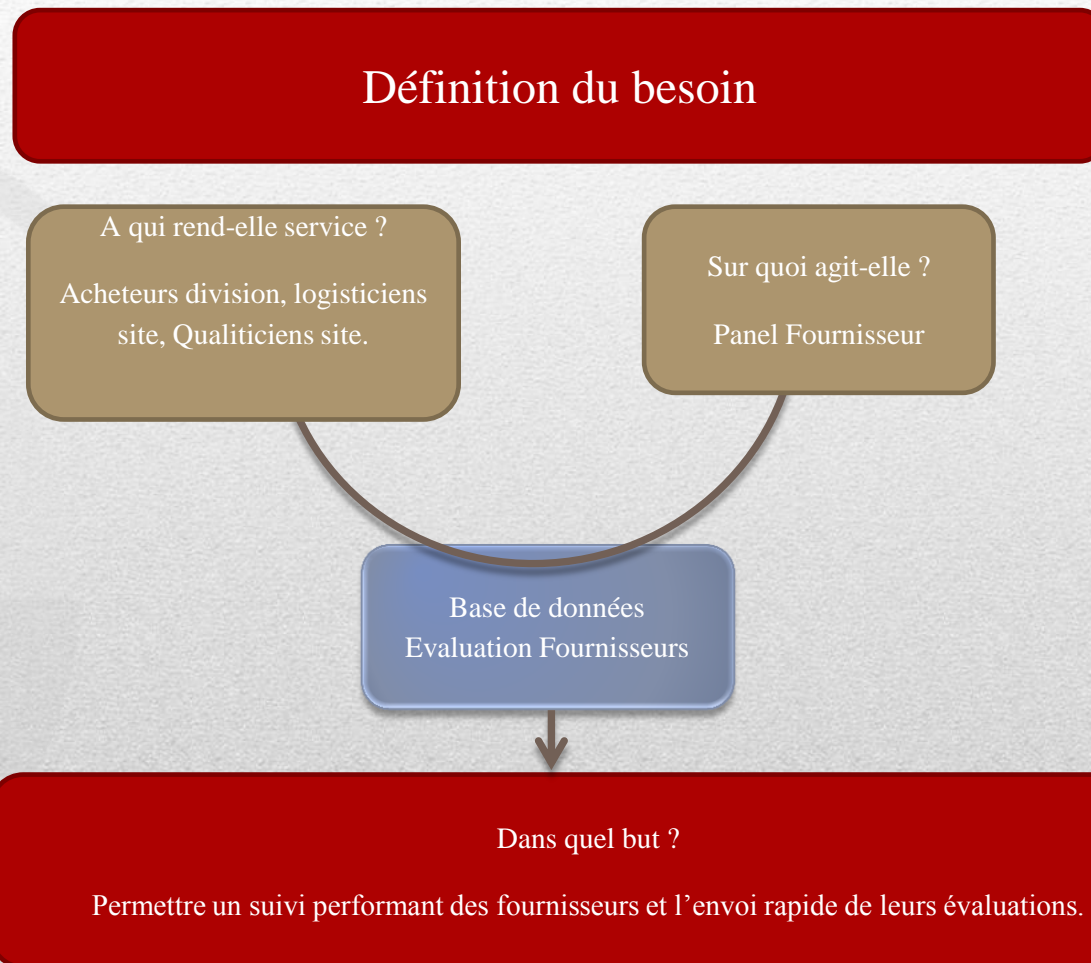 Définition du besoin
A qui rend-elle service ?
Acheteurs division, logisticiens
site, Qualiticiens site.
Sur quoi agit-elle ?
Panel Fournisseur
Base de données
Evaluation Fournisseurs
Dans quel but ?
Permettre un suivi performant des fournisseurs et l’envoi rapide de leurs évaluations.